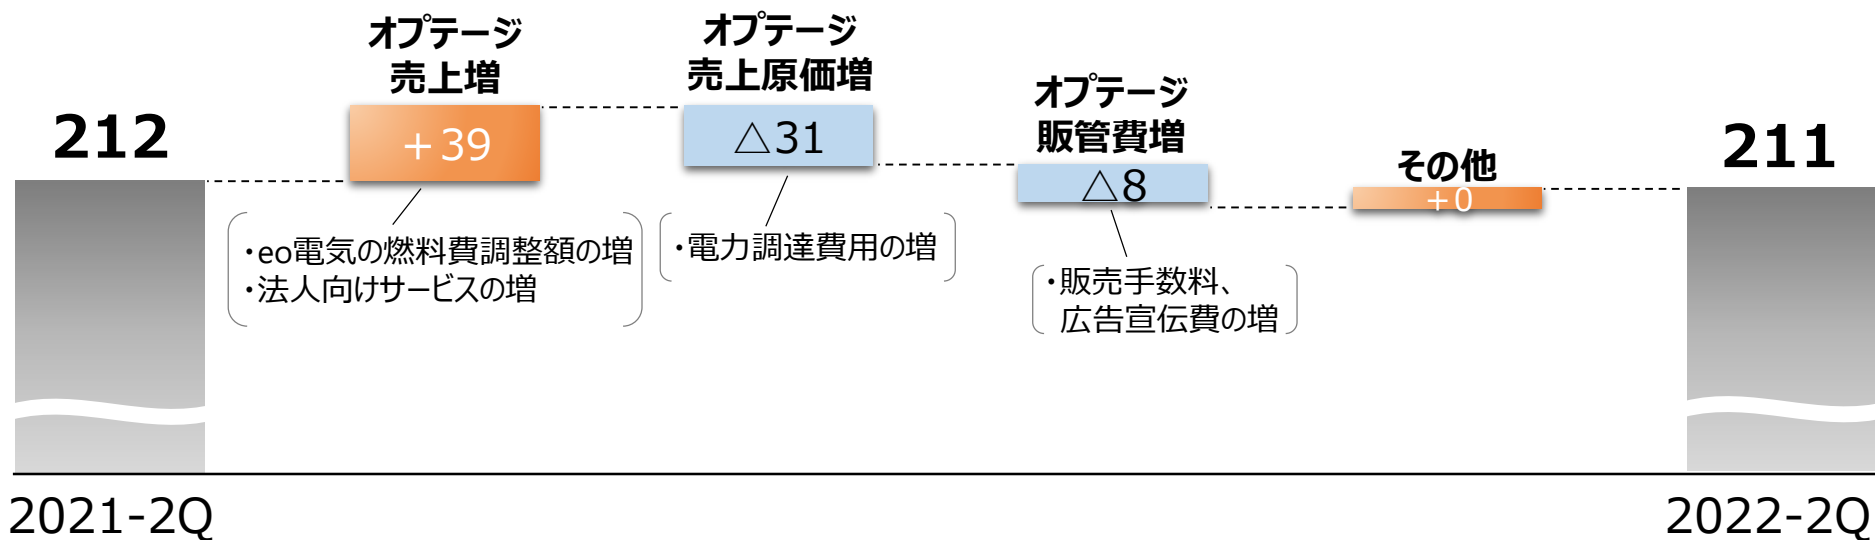 212
オプテージ
売上増
+39
・eo電気の燃料費調整額の増
・法人向けサービスの増
オプテージ
売上原価増
△31
・電力調達費用の増
オプテージ
販管費増
△8
・販売手数料、
広告宣伝費の増
その他
+0
211
2021-2Q
2022-2Q